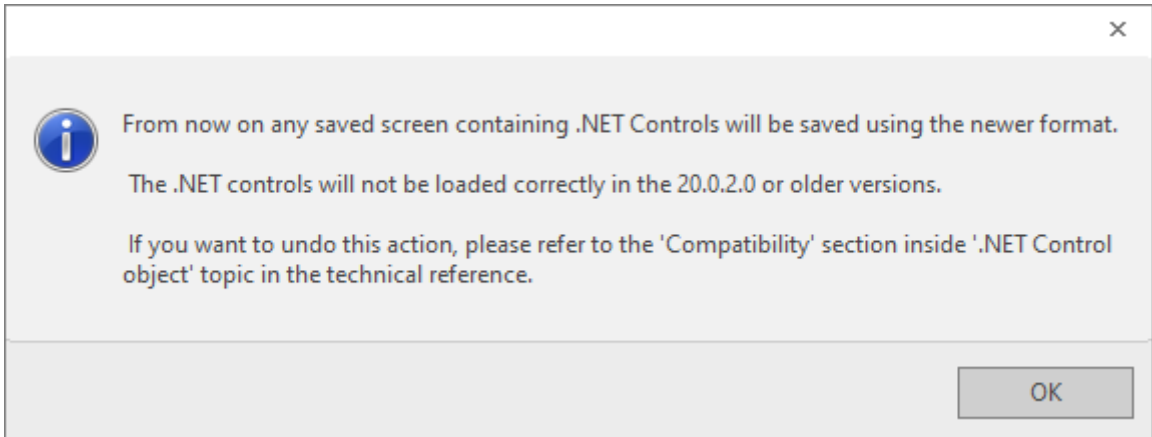 From now on any saved screen containing .NET Controls will be saved using the newer format.
The .NET controls will not be loaded correctly in the 20.0.2.0 or older versions.
If you want to undo this action, please refer to the 'Compatibility' section inside '.NET Control
object' topic in the technical reference.
OK